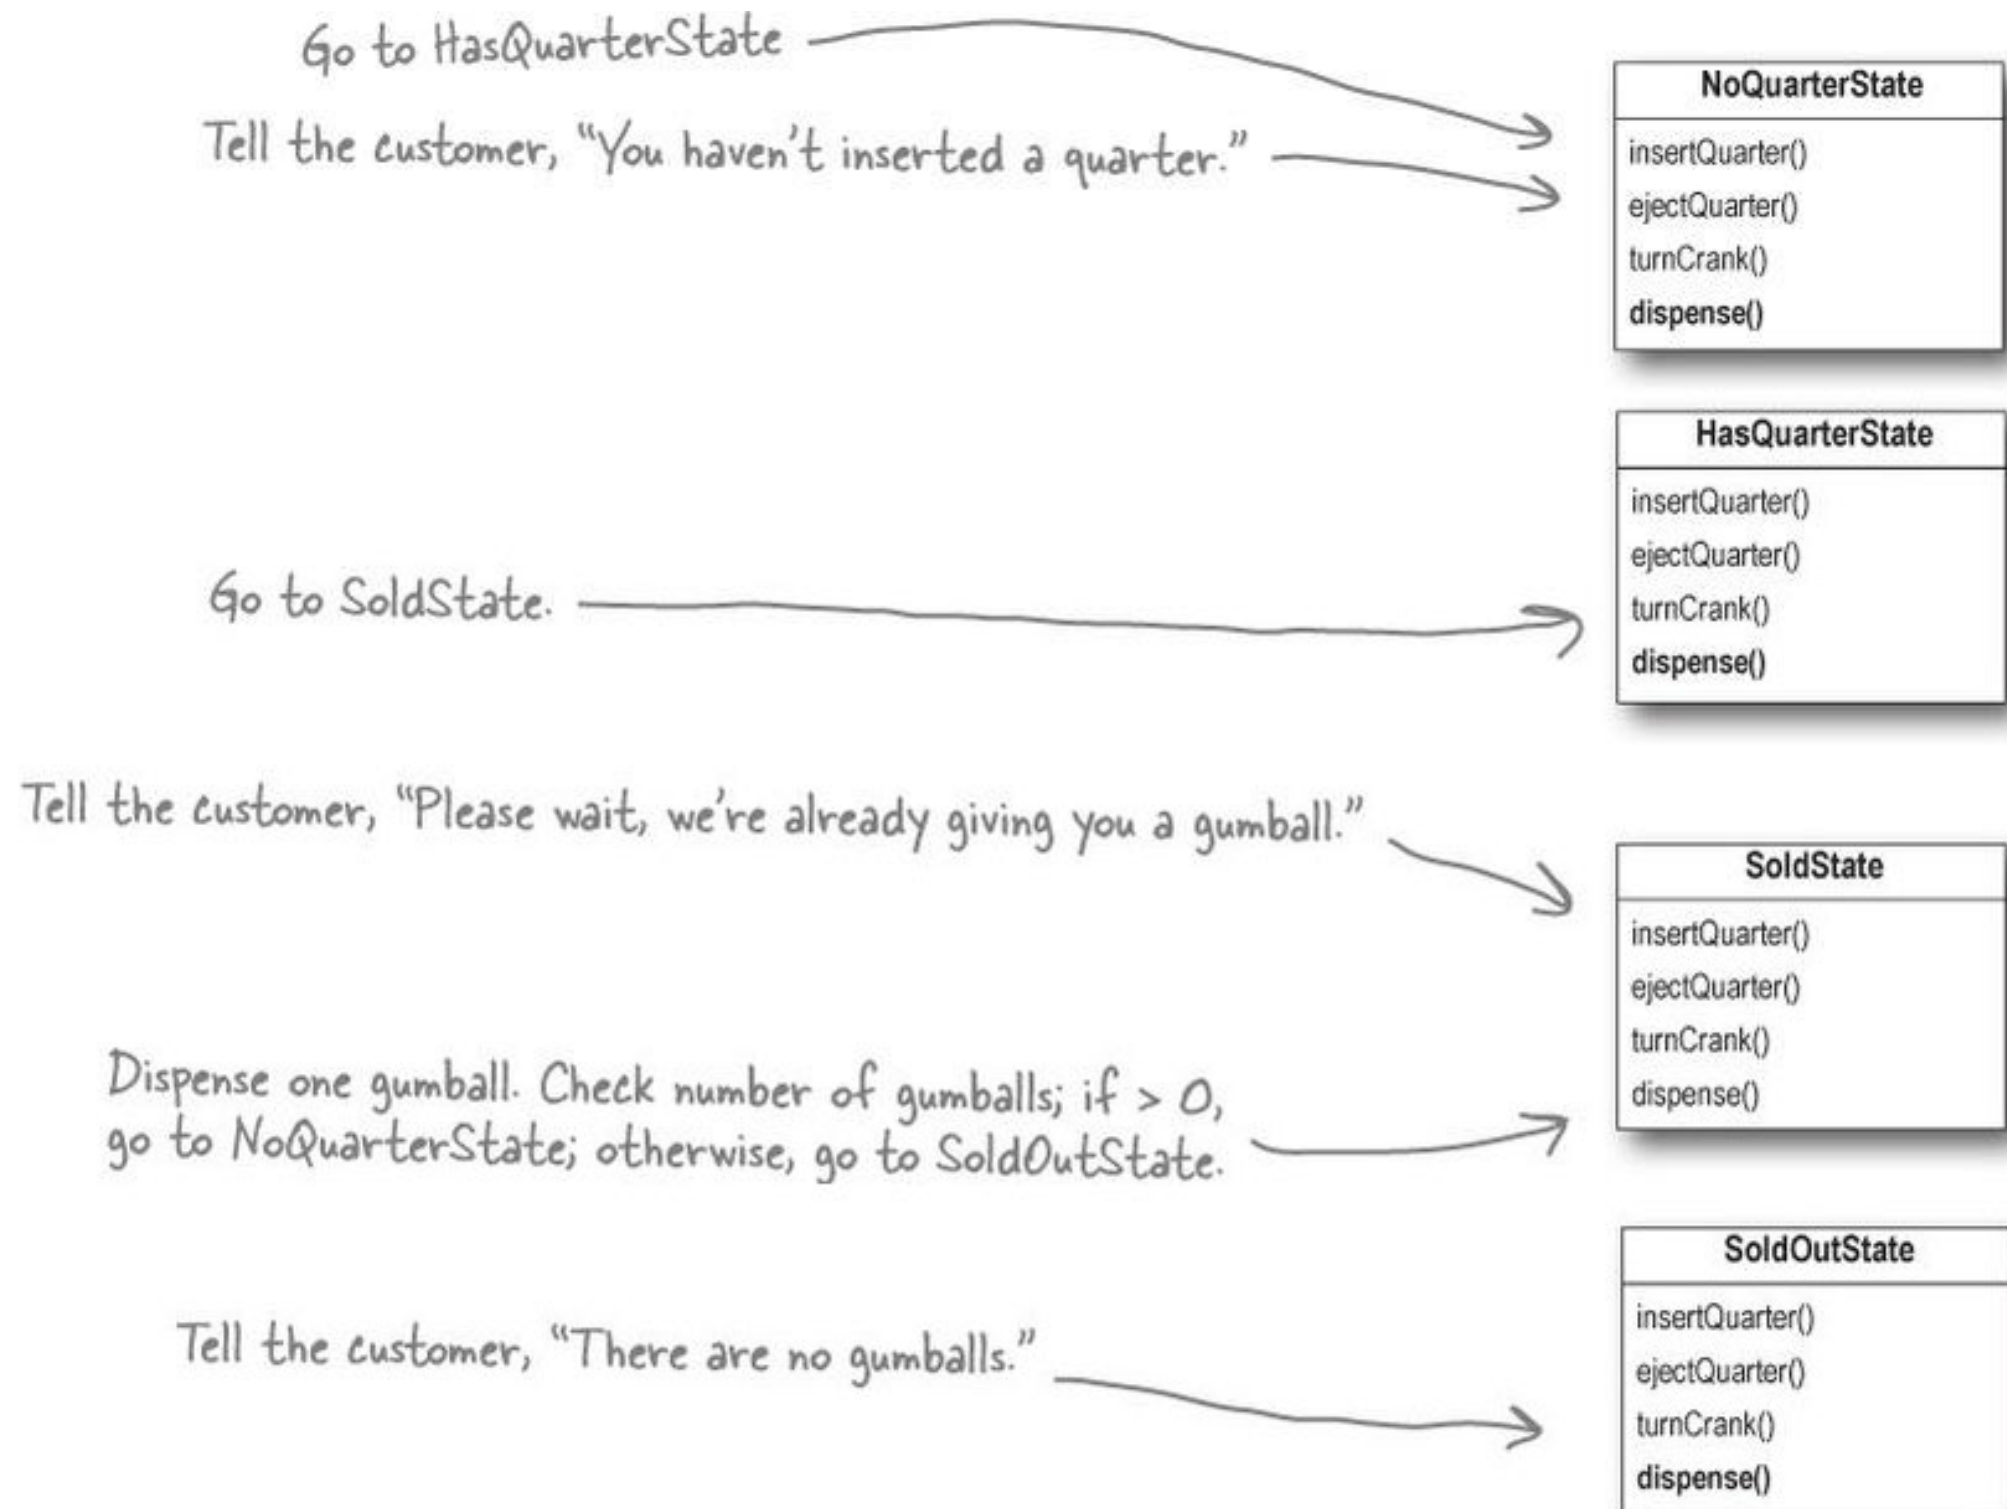 Go to HasQuarterState
Tell the customer, “You haven't inserted a quarter.”
NoQuarterState
insertQuarter()
ejectQuarter()
turnCrank()
dispense()
HasQuarterState
insertQuarter()
ejectQuarter()
Go to SoldState.
turnCrank()
dispense()
Tell the customer, “Please wait, we're already giving you a gumball.”
SoldState
insertQuarter()
ejectQuarter()
turnCrank()
dispense()
Dispense one gumball. Check number of gumballs; if > 0,
go to NoQuarterState; otherwise, go to SoldOutState.
SoldOutState
insertQuarter()
ejectQuarter()
Tell the customer, “There are no gumballs.”
turnCrank()
dispense()